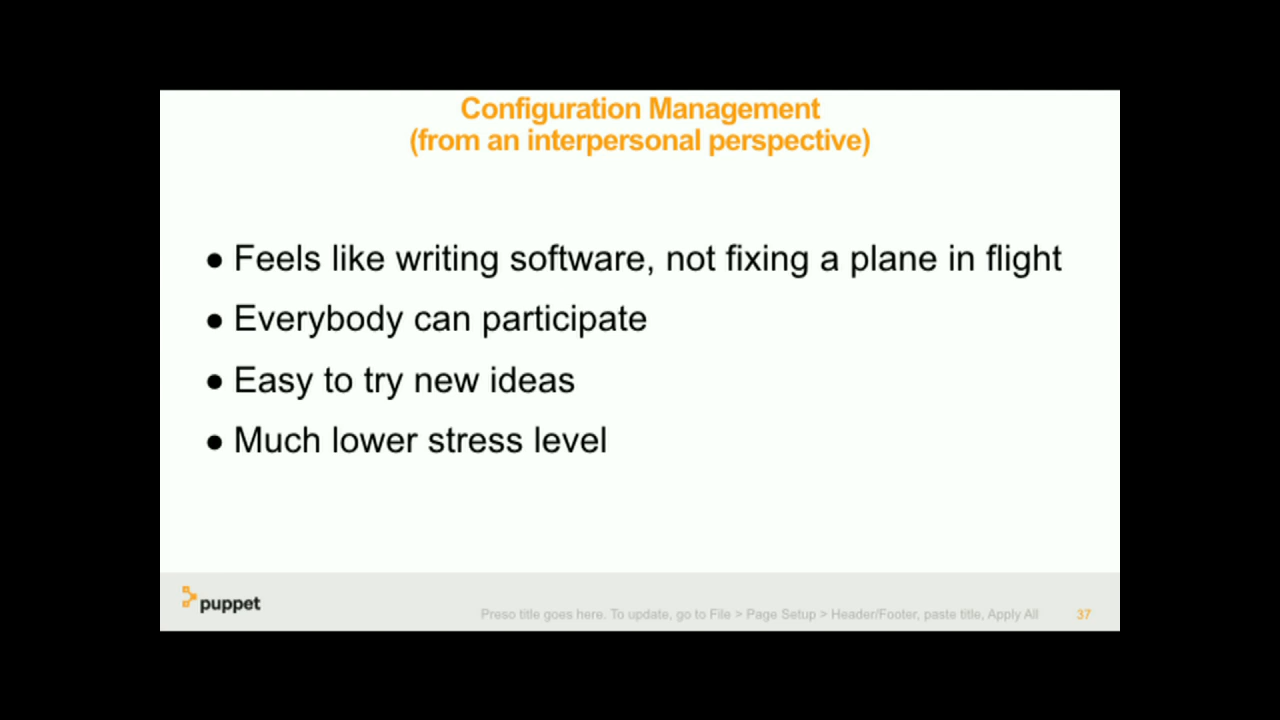 Configuration Management
(from an interpersonal perspective)
● Feels like writing software, not fixing a plane in flight
● Everybody can participate
● Easy to try new ideas
● Much lower stress level
puppet
Preso title goes here. To update, go to File > Page Setup > Header/Footer, paste title, Apply All
37